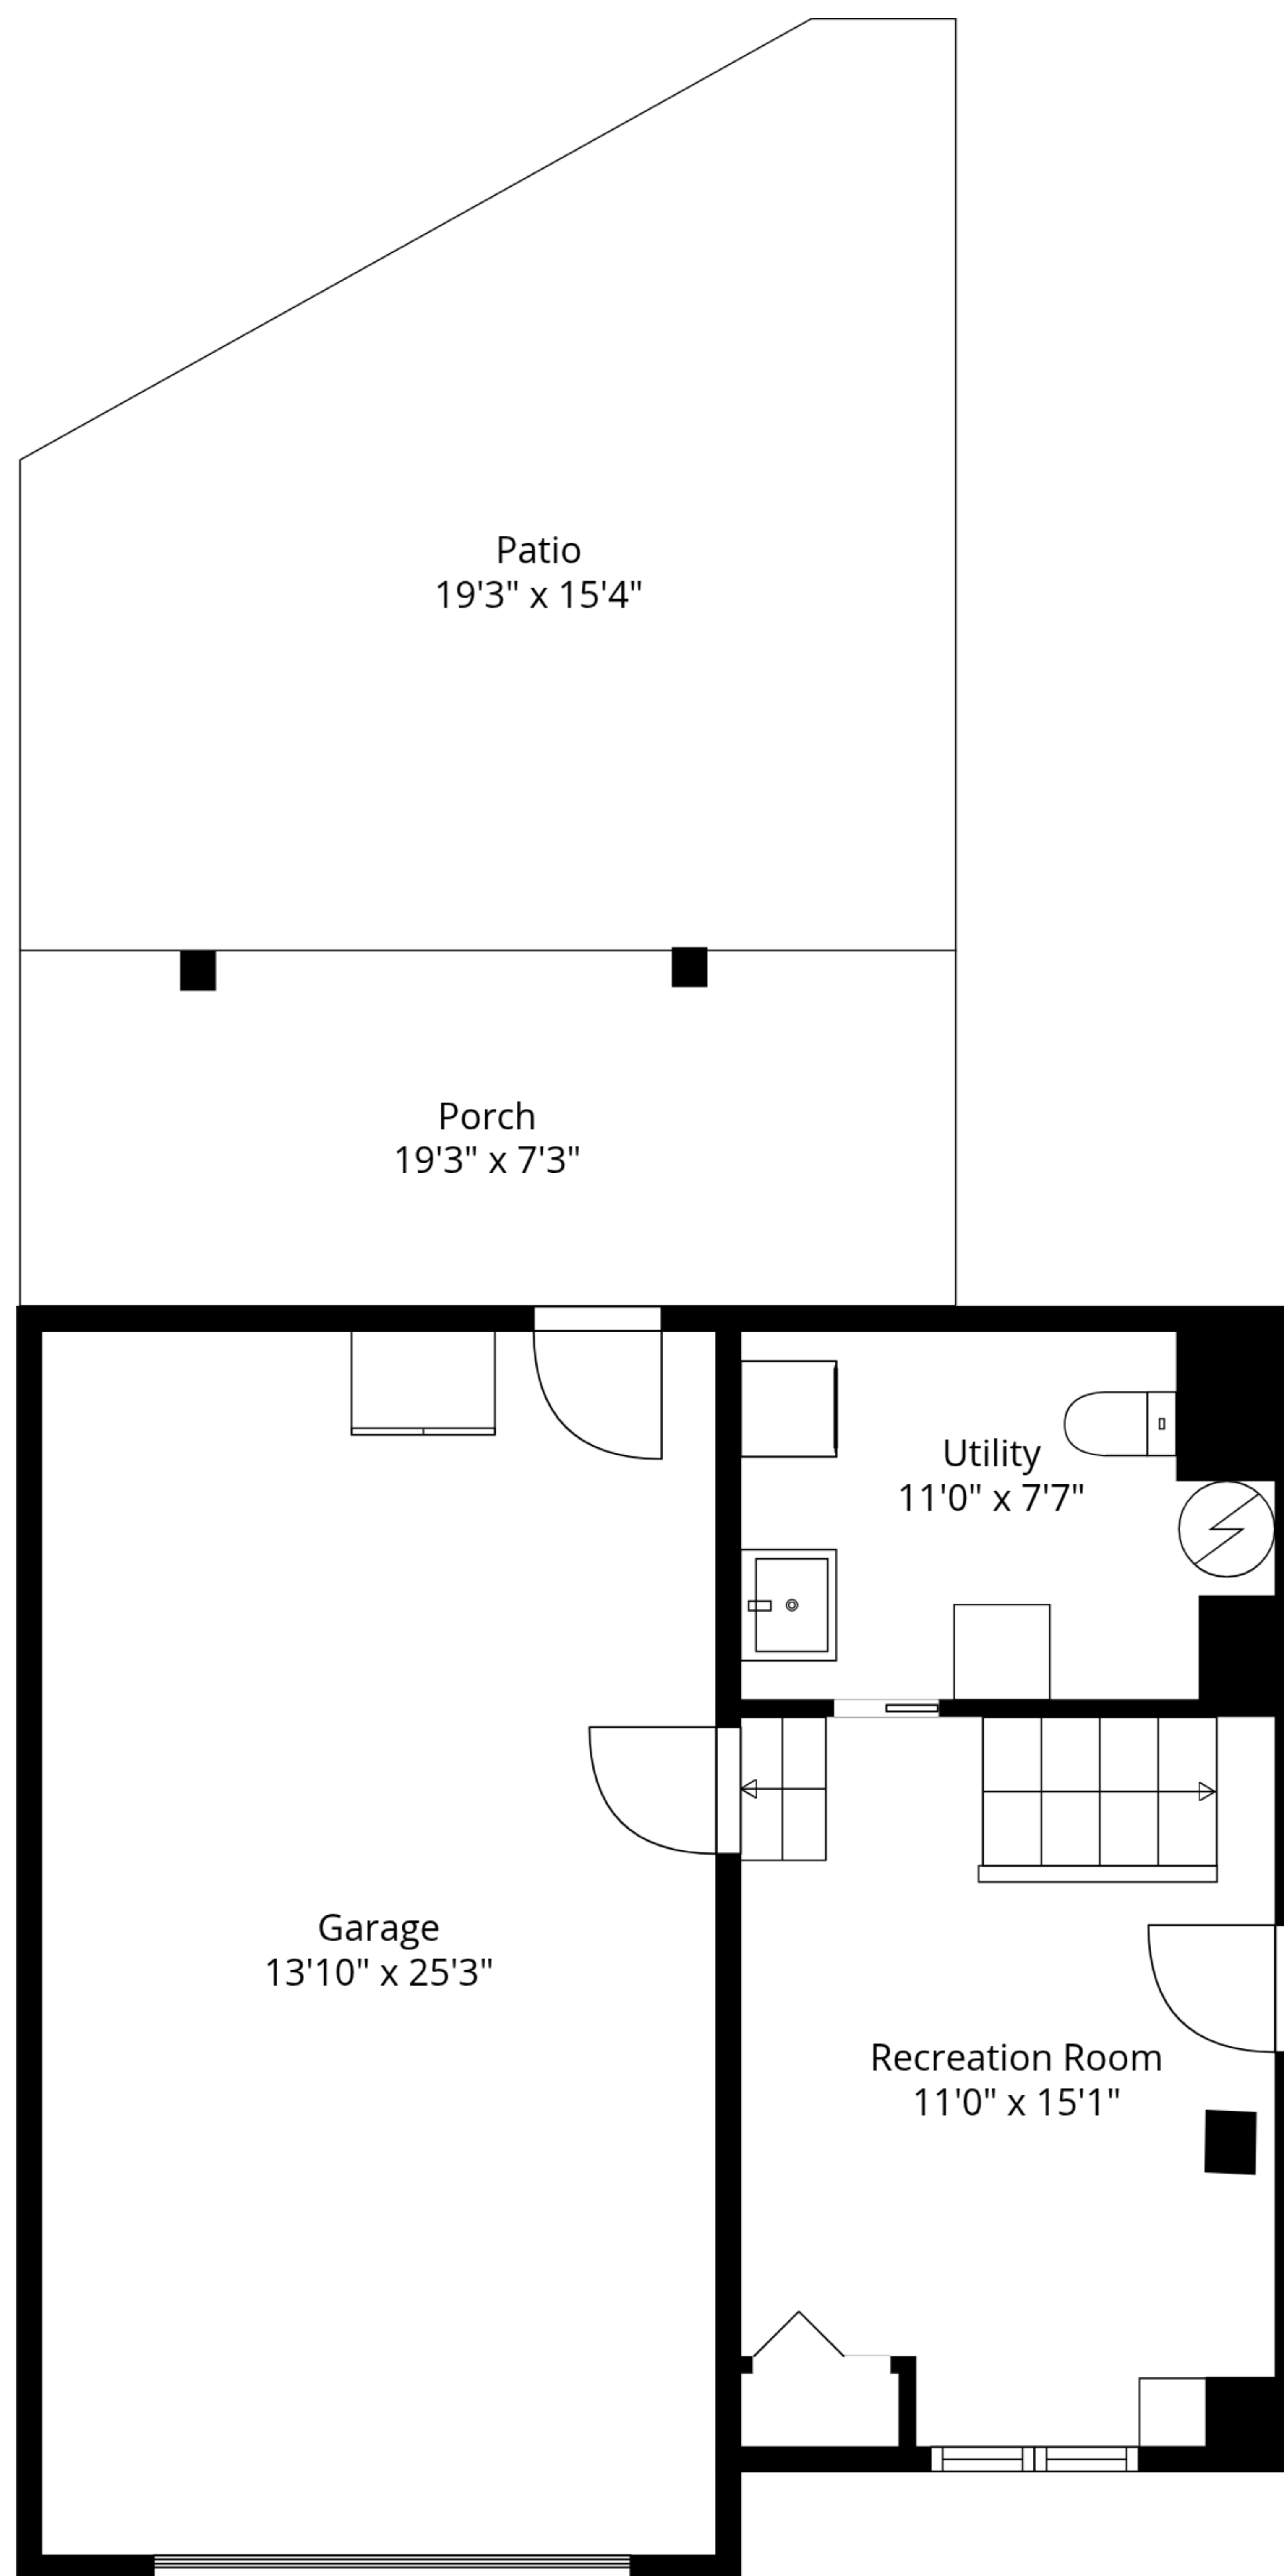 Patio
19'3" x 15'4"
Porch
19'3" x 7'3"
Utility
11'0" x 7'7"
Garage
13'10" x 25'3"
Recreation Room
11'0" x 15'1"